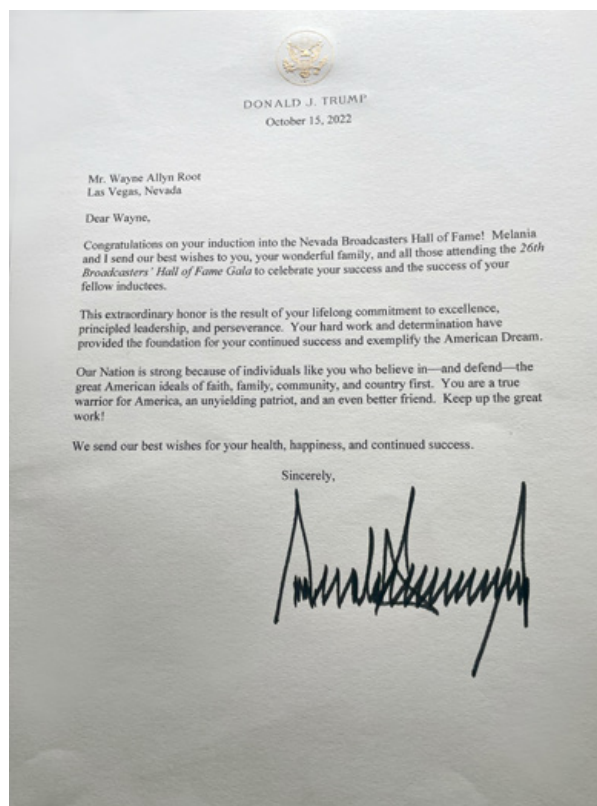 DONALD J. TRUMP
October 15, 2022
Mr. Wayne Allyn Root
Las Vegas, Nevada
Dear Wayne,
Congratulations on your induction into the Nevada Broadcasters Hall of Fame!  Melania
and I send our best wishes to you, your wonderful family, and all those attending the 26th
Broadcasters' Hall of Fame Gala to celebrate your success and the success of your
fellow inductees.
This extraordinary honor is the result of your lifelong commitment to excellence,
principled leadership, and perseverance.  Your hard work and determination have
provided the foundation for your continued success and exemplify the American Dream.
Our Nation is strong because of individuals like you who believe in—and defend—the
great American ideals of faith, family, community, and country first.  You are a true
warrior for America, an unyielding patriot, and an even better friend.  Keep up the great
work!
We send our best wishes for your health, happiness, and continued success.
Sincerely,